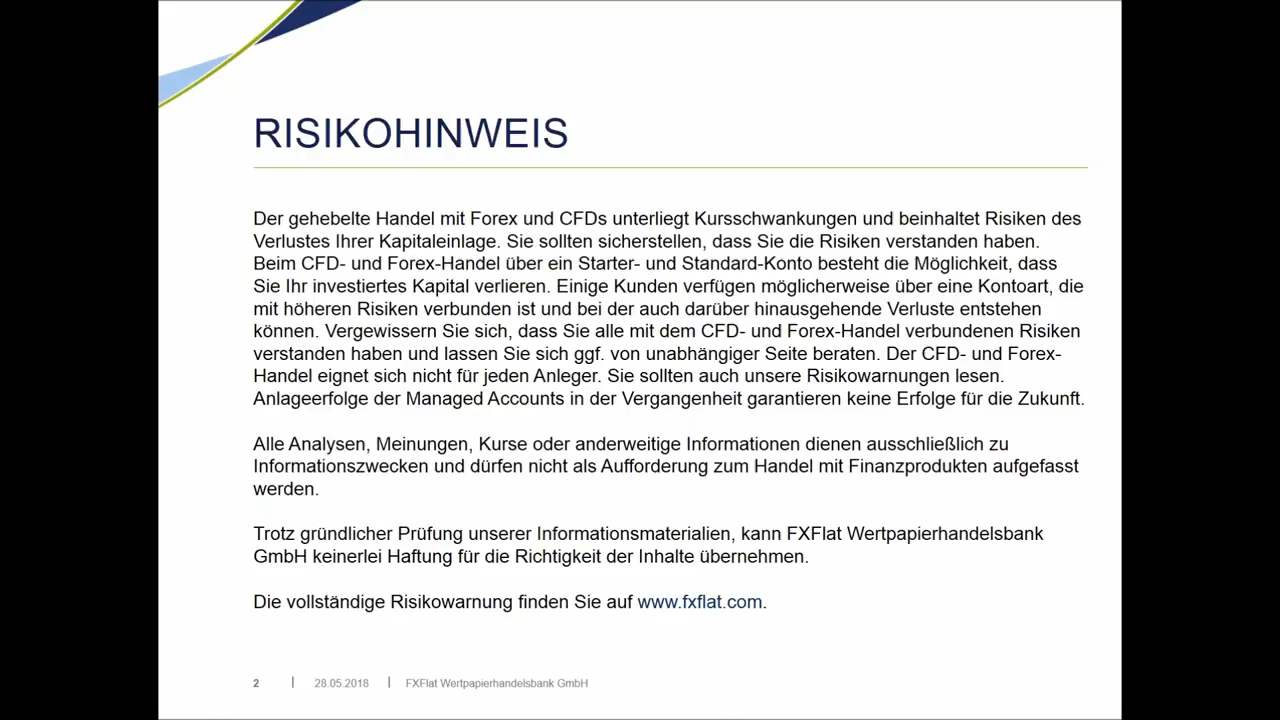 RISIKOHINWEIS
Der gehebelte Handel mit Forex und CFDs unterliegt Kursschwankungen und beinhaltet Risiken des
Verlustes Ihrer Kapitaleinlage. Sie sollten sicherstellen, dass Sie die Risiken verstanden haben.
Beim CFD- und Forex-Handel über ein Starter- und Standard-Konto besteht die Möglichkeit, dass
Sie Ihr investiertes Kapital verlieren. Einige Kunden verfügen möglicherweise über eine Kontoart, die
mit höheren Risiken verbunden ist und bei der auch darüber hinausgehende Verluste entstehen
können. Vergewissern Sie sich, dass Sie alle mit dem CFD- und Forex-Handel verbundenen Risiken
verstanden haben und lassen Sie sich ggf. von unabhängiger Seite beraten. Der CFD- und Forex-
Handel eignet sich nicht für jeden Anleger. Sie sollten auch unsere Risikowarnungen lesen.
Anlageerfolge der Managed Accounts in der Vergangenheit garantieren keine Erfolge für die Zukunft.
Alle Analysen, Meinungen, Kurse oder anderweitige Informationen dienen ausschließlich zu
Informationszwecken und dürfen nicht als Aufforderung zum Handel mit Finanzprodukten aufgefasst
werden.
Trotz gründlicher Prüfung unserer Informationsmaterialien, kann FXFlat Wertpapierhandelsbank
GmbH keinerlei Haftung für die Richtigkeit der Inhalte übernehmen.
Die vollständige Risikowarnung finden Sie auf www.fxflat.com.
2 | 28.05.2018 | FXFlat Wertpapierhandelsbank GmbH